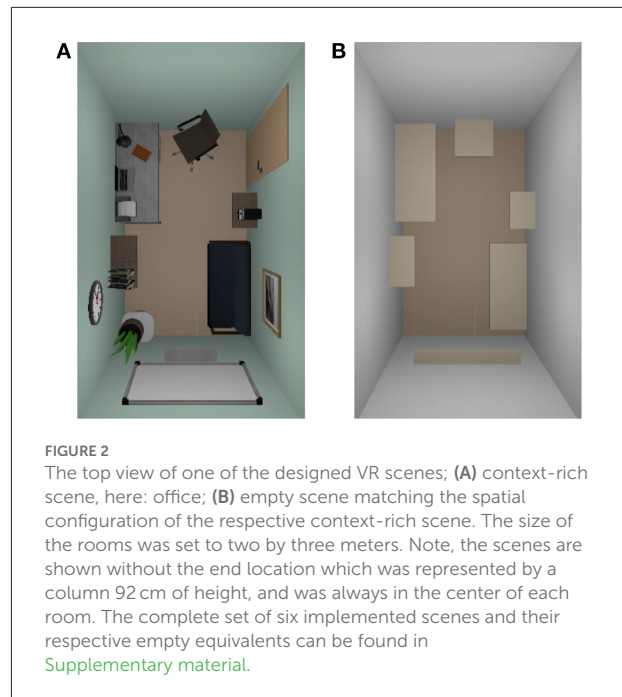 A
B
FIGURE 2
The top view of one of the designed VR scenes; (A) context-rich
scene, here: office; (B) empty scene matching the spatial
configuration of the respective context-rich scene. The size of
the rooms was set to two by three meters. Note, the scenes are
shown without the end location which was represented by a
column 92 cm of height, and was always in the center of each
room. The complete set of six implemented scenes and their
respective empty equivalents can be found in
Supplementary material.